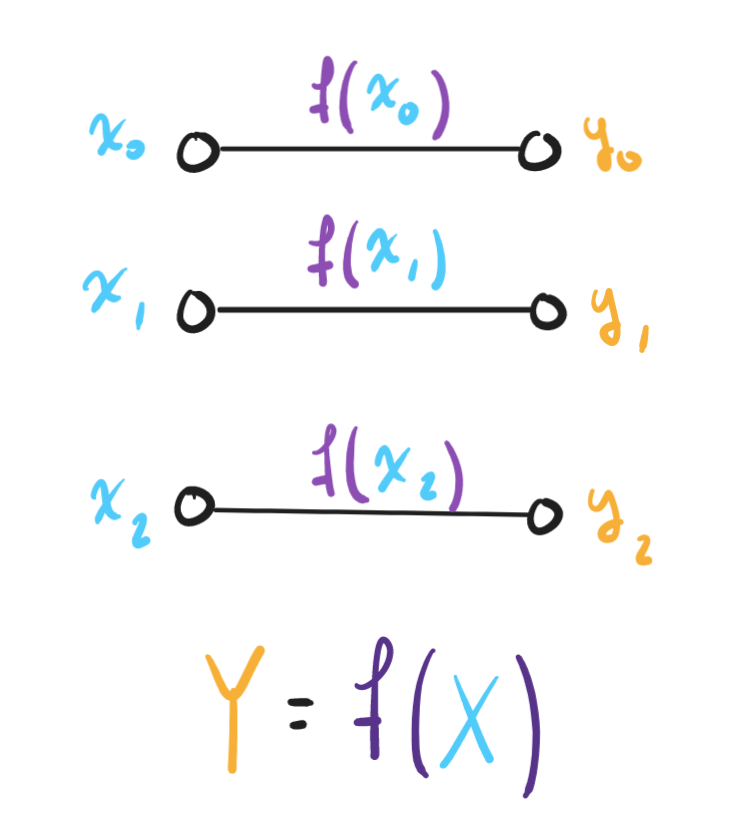 f(x₀)
x₀ y₀
f(x₁)
x₁ y₁
f(x₂)
x₂ y₂
Y = f(X)